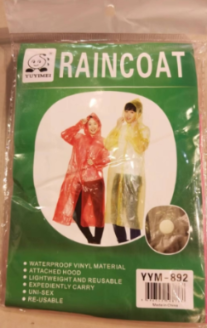 RAINCOAT
WATERPROOF VINYL MATERIAL
ATTACHED HOOD
LIGHTWEIGHT AND REUSABLE
EXPEDIENTLY CARRY
UNI-SEX
RE-USABLE
YYM-892